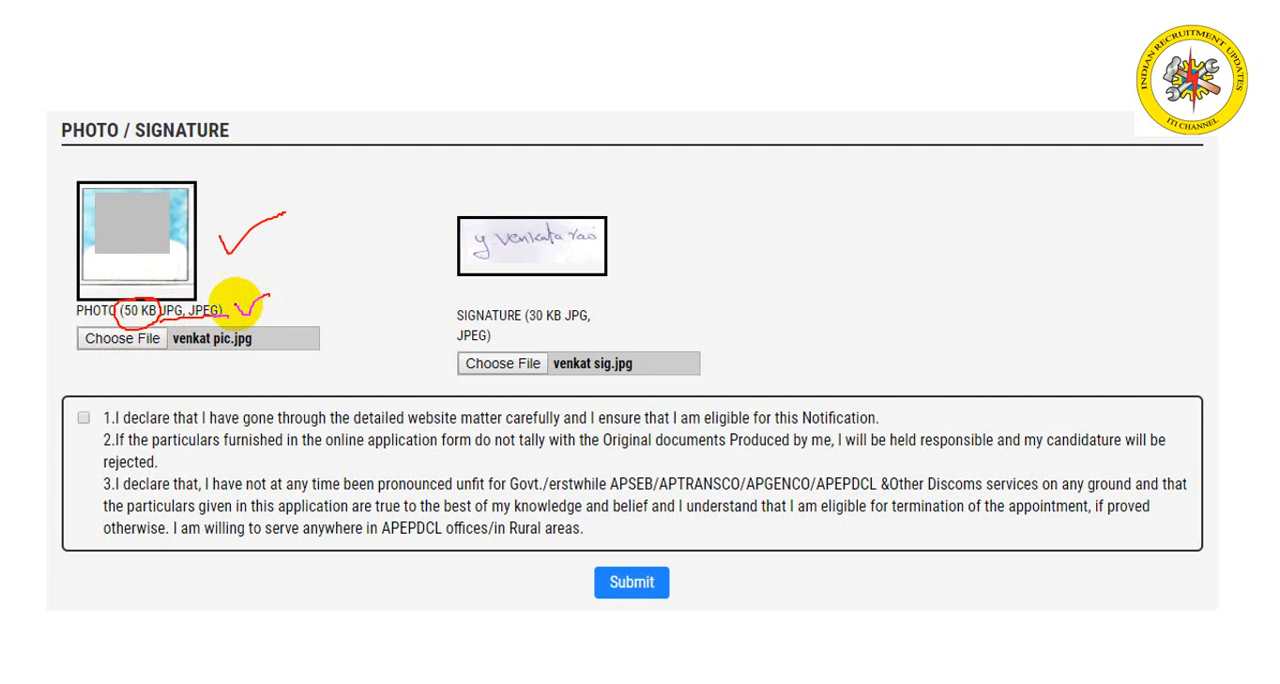 INDIAN RECRUITMENT UPDATES
ITI CHANNEL
PHOTO / SIGNATURE
y venkata rao
PHOTO (50 KB JPG, JPEG)
Choose File venkat pic.jpg
SIGNATURE (30 KB JPG,
JPEG)
Choose File venkat sig.jpg
1.I declare that I have gone through the detailed website matter carefully and I ensure that I am eligible for this Notification.
2.If the particulars furnished in the online application form do not tally with the Original documents Produced by me, I will be held responsible and my candidature will be
rejected.
3.I declare that, I have not at any time been pronounced unfit for Govt./erstwhile APSEB/APTRANSCO/APGENCO/APEPDCL &Other Discoms services on any ground and that
the particulars given in this application are true to the best of my knowledge and belief and I understand that I am eligible for termination of the appointment, if proved
otherwise. I am willing to serve anywhere in APEPDCL offices/in Rural areas.
Submit